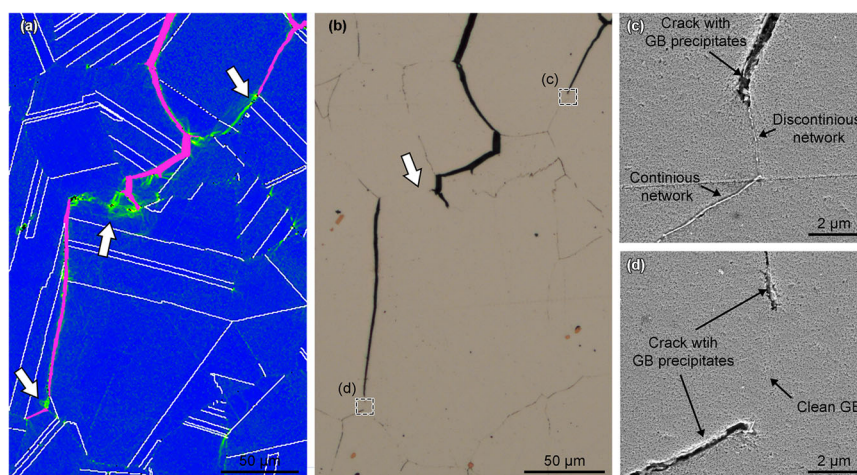 (a)
50 µm
(b)
(c)
(d)
50 µm
(c)
Crack with
GB precipitates
Discontinious
network
Continious
network
2 µm
(d)
Crack wtih
GB precipitates
Clean GB
2 µm